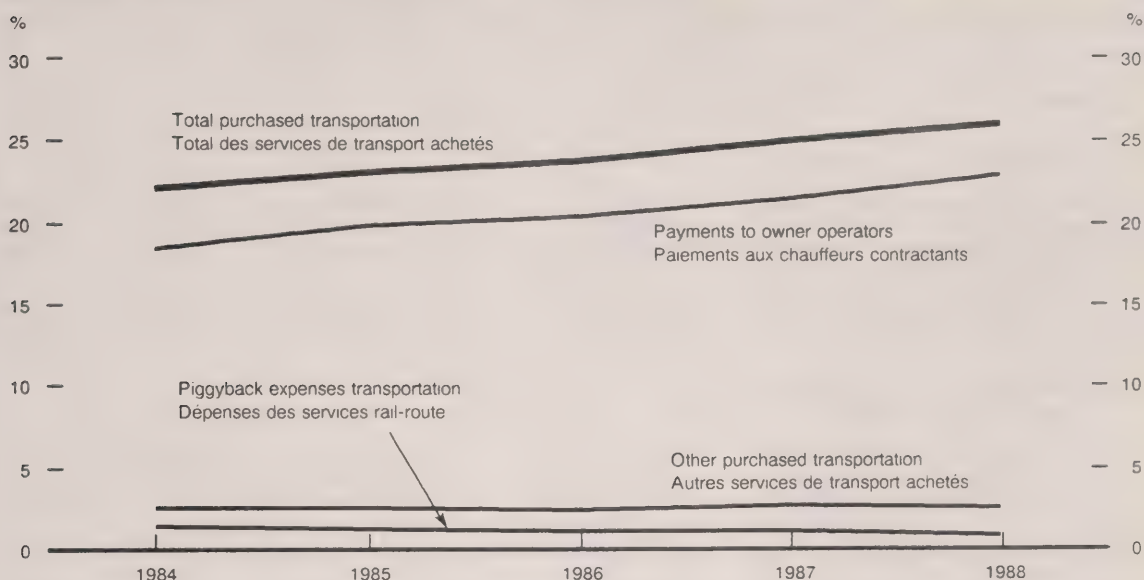 %
%
30
30
Total purchased transportation
Total des services de transport achetés
25
25
20
20
Payments to owner operators
Paiements aux chauffeurs contractants
15
15
10
10
Piggyback expenses transportation
Dépenses des services rail-route
Other purchased transportation
Autres services de transport achetés
5
5
0
0
1984 1985 1986 1987 1988